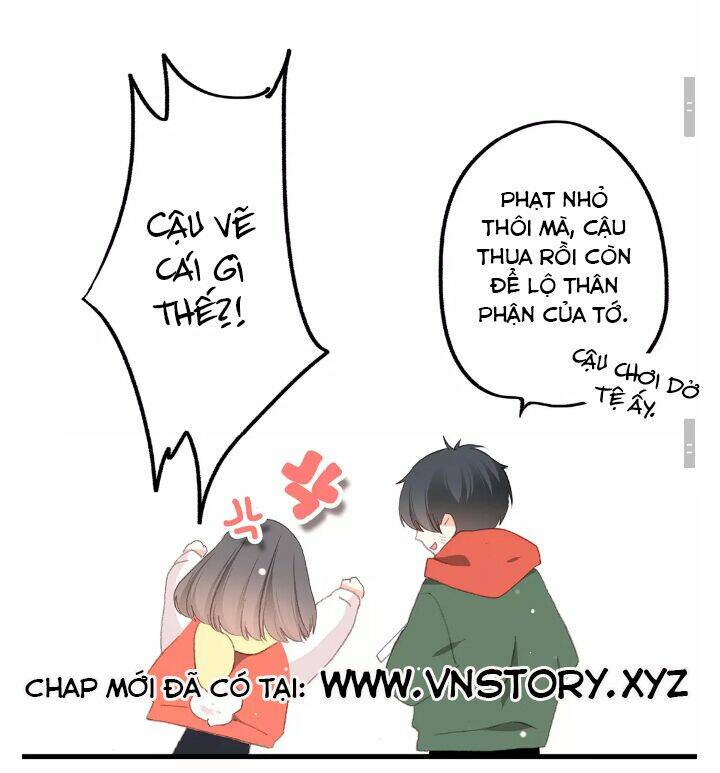 CẬU VẼ
CÁI GÌ
THẾ?!
PHẠT NHỎ
THÔI MÀ, CẬU
THUA RỒI CÒN
ĐỂ LỘ THÂN
PHẬN CỦA TỚ.
CẬU CHƠI DỞ
TỆ ẤY.
CHAP MỚI ĐÃ CÓ TẠI: WWW.VNSTORY.XYZ